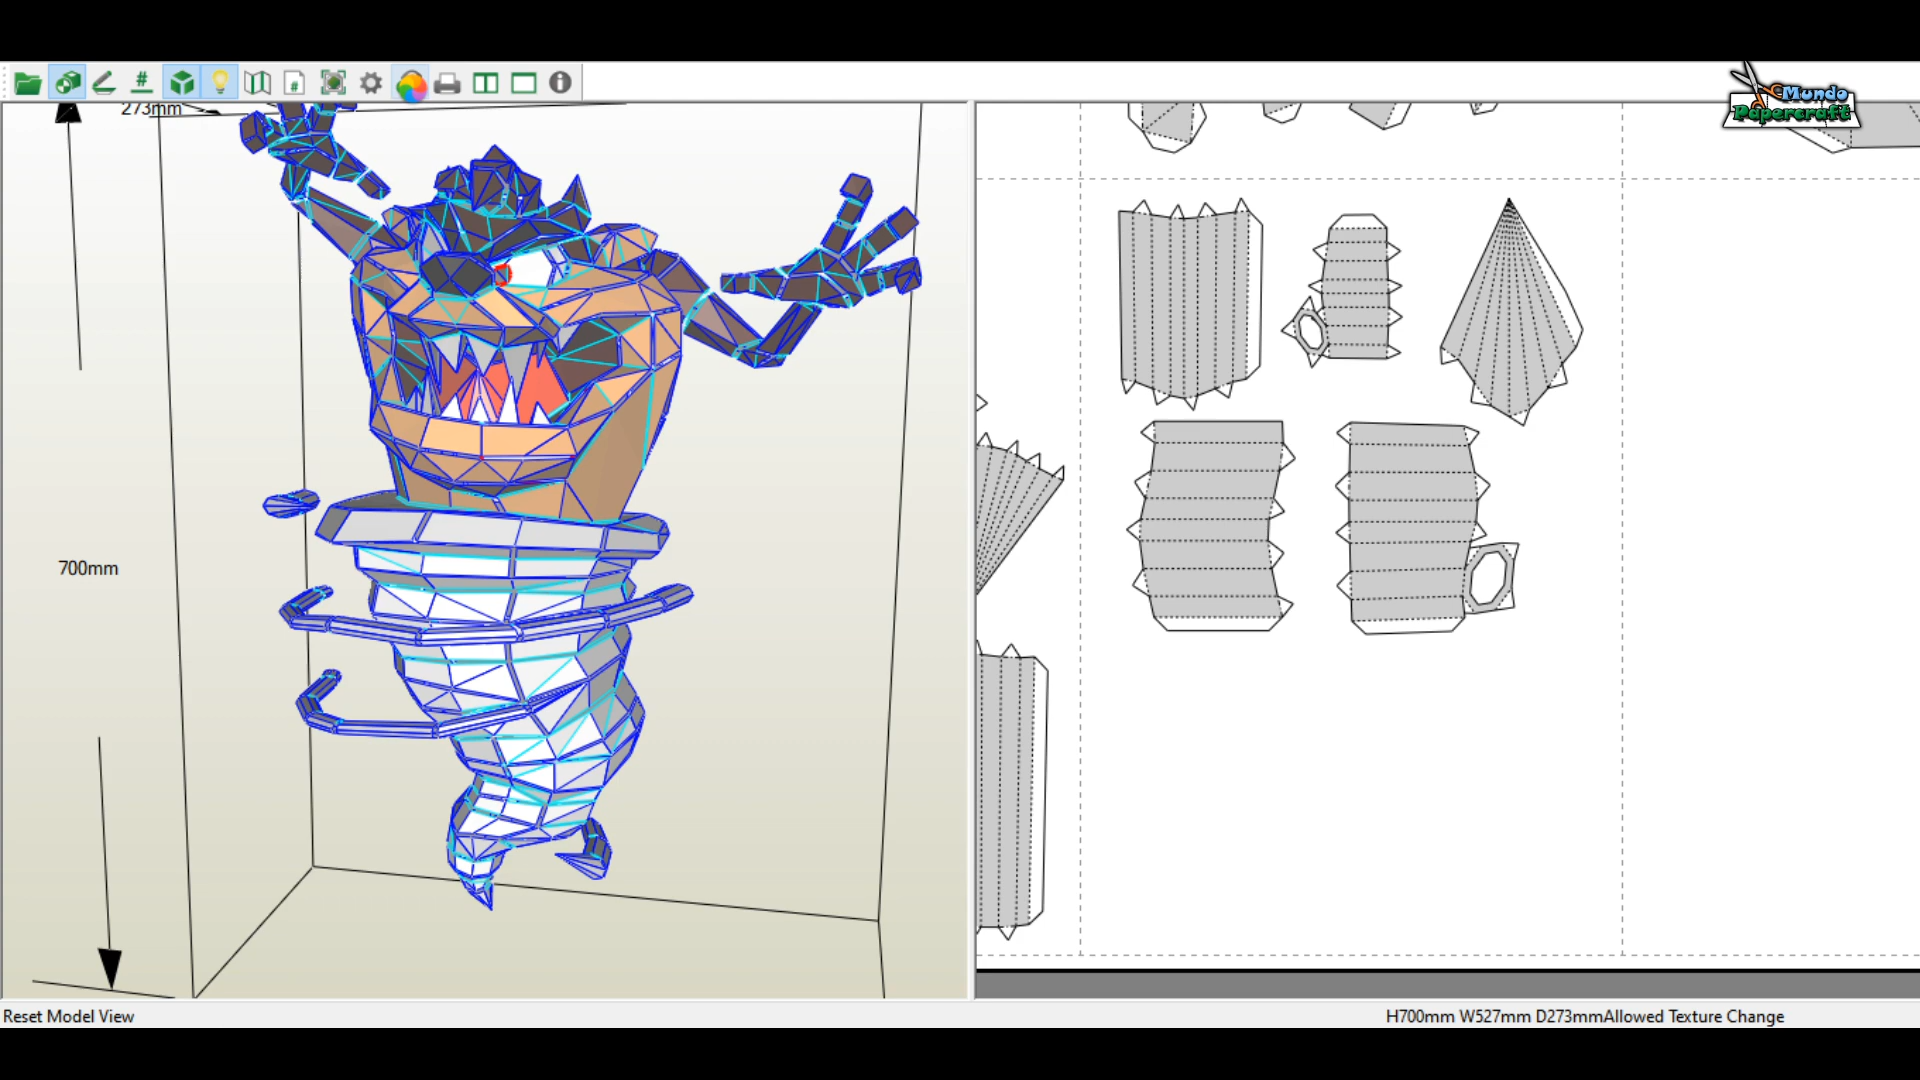 Mundo
Papercraft
273mm
700mm
Reset Model View
H700mm W527mm D273mmAllowed Texture Change